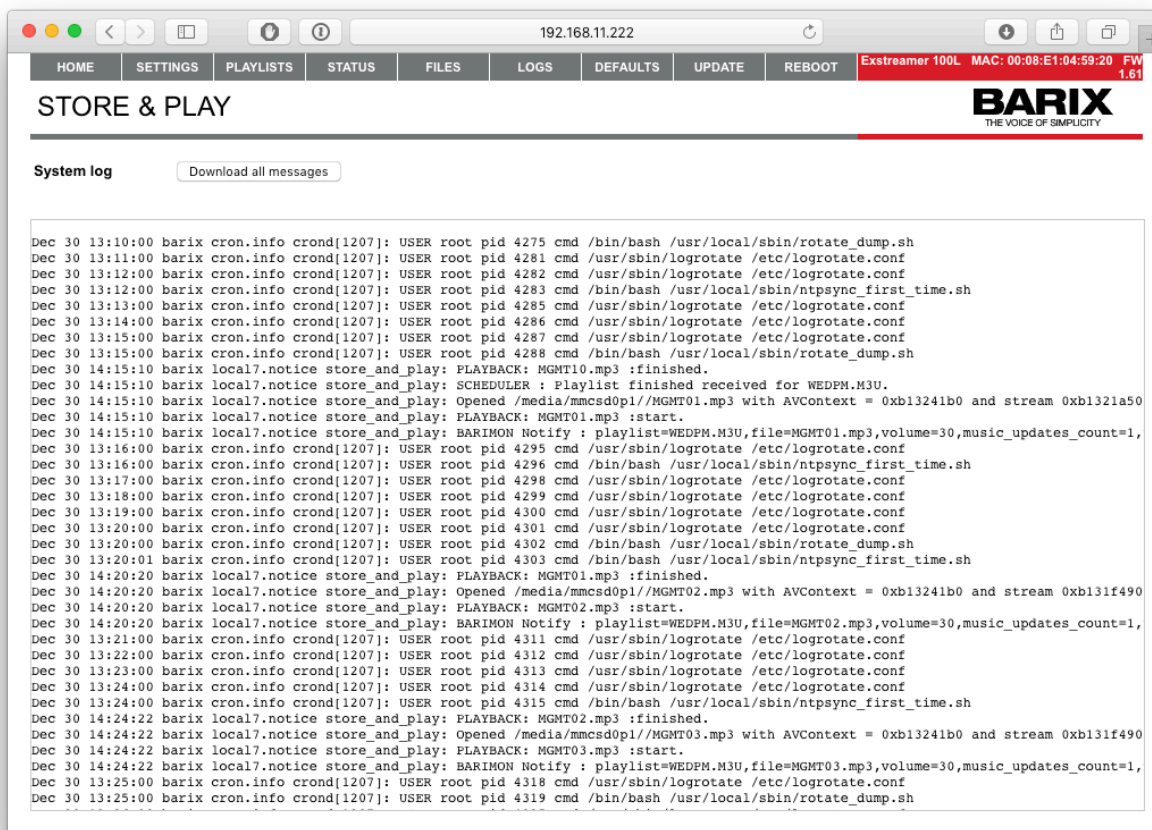 192.168.11.222
HOME SETTINGS PLAYLISTS STATUS FILES LOGS DEFAULTS UPDATE REBOOT Exstreamer 100L MAC: 00:08:E1:04:59:20 FW
1.61
STORE & PLAY
BARIX
THE VOICE OF SIMPLICITY
System log Download all messages
Dec 30 13:10:00 barix cron.info crond[1207]: USER root pid 4275 cmd /bin/bash /usr/local/sbin/rotate_dump.sh
Dec 30 13:11:00 barix cron.info crond[1207]: USER root pid 4281 cmd /usr/sbin/logrotate /etc/logrotate.conf
Dec 30 13:12:00 barix cron.info crond[1207]: USER root pid 4282 cmd /usr/sbin/logrotate /etc/logrotate.conf
Dec 30 13:12:00 barix cron.info crond[1207]: USER root pid 4283 cmd /bin/bash /usr/local/sbin/ntpsync_first_time.sh
Dec 30 13:13:00 barix cron.info crond[1207]: USER root pid 4285 cmd /usr/sbin/logrotate /etc/logrotate.conf
Dec 30 13:14:00 barix cron.info crond[1207]: USER root pid 4286 cmd /usr/sbin/logrotate /etc/logrotate.conf
Dec 30 13:15:00 barix cron.info crond[1207]: USER root pid 4287 cmd /usr/sbin/logrotate /etc/logrotate.conf
Dec 30 13:15:00 barix cron.info crond[1207]: USER root pid 4288 cmd /bin/bash /usr/local/sbin/rotate_dump.sh
Dec 30 14:15:10 barix local7.notice store_and_play: PLAYBACK: MGMT10.mp3 :finished.
Dec 30 14:15:10 barix local7.notice store_and_play: SCHEDULER : Playlist finished received for WEDPM.M3U.
Dec 30 14:15:10 barix local7.notice store_and_play: Opened /media/mmcsd0p1//MGMT01.mp3 with AVContext = 0xb13241b0 and stream 0xb1321a50
Dec 30 14:15:10 barix local7.notice store_and_play: PLAYBACK: MGMT01.mp3 :start.
Dec 30 14:15:10 barix local7.notice store_and_play: BARIMON Notify : playlist=WEDPM.M3U,file=MGMT01.mp3,volume=30,music_updates_count=1,
Dec 30 13:16:00 barix cron.info crond[1207]: USER root pid 4295 cmd /usr/sbin/logrotate /etc/logrotate.conf
Dec 30 13:16:00 barix cron.info crond[1207]: USER root pid 4296 cmd /bin/bash /usr/local/sbin/ntpsync_first_time.sh
Dec 30 13:17:00 barix cron.info crond[1207]: USER root pid 4298 cmd /usr/sbin/logrotate /etc/logrotate.conf
Dec 30 13:18:00 barix cron.info crond[1207]: USER root pid 4299 cmd /usr/sbin/logrotate /etc/logrotate.conf
Dec 30 13:19:00 barix cron.info crond[1207]: USER root pid 4300 cmd /usr/sbin/logrotate /etc/logrotate.conf
Dec 30 13:20:00 barix cron.info crond[1207]: USER root pid 4301 cmd /usr/sbin/logrotate /etc/logrotate.conf
Dec 30 13:20:00 barix cron.info crond[1207]: USER root pid 4302 cmd /bin/bash /usr/local/sbin/rotate_dump.sh
Dec 30 13:20:01 barix cron.info crond[1207]: USER root pid 4303 cmd /bin/bash /usr/local/sbin/ntpsync_first_time.sh
Dec 30 14:20:20 barix local7.notice store_and_play: PLAYBACK: MGMT01.mp3 :finished.
Dec 30 14:20:20 barix local7.notice store_and_play: Opened /media/mmcsd0p1//MGMT02.mp3 with AVContext = 0xb13241b0 and stream 0xb131f490
Dec 30 14:20:20 barix local7.notice store_and_play: PLAYBACK: MGMT02.mp3 :start.
Dec 30 14:20:20 barix local7.notice store_and_play: BARIMON Notify : playlist=WEDPM.M3U,file=MGMT02.mp3,volume=30,music_updates_count=1,
Dec 30 13:21:00 barix cron.info crond[1207]: USER root pid 4311 cmd /usr/sbin/logrotate /etc/logrotate.conf
Dec 30 13:22:00 barix cron.info crond[1207]: USER root pid 4312 cmd /usr/sbin/logrotate /etc/logrotate.conf
Dec 30 13:23:00 barix cron.info crond[1207]: USER root pid 4313 cmd /usr/sbin/logrotate /etc/logrotate.conf
Dec 30 13:24:00 barix cron.info crond[1207]: USER root pid 4314 cmd /usr/sbin/logrotate /etc/logrotate.conf
Dec 30 13:24:00 barix cron.info crond[1207]: USER root pid 4315 cmd /bin/bash /usr/local/sbin/ntpsync_first_time.sh
Dec 30 14:24:22 barix local7.notice store_and_play: PLAYBACK: MGMT02.mp3 :finished.
Dec 30 14:24:22 barix local7.notice store_and_play: Opened /media/mmcsd0p1//MGMT03.mp3 with AVContext = 0xb13241b0 and stream 0xb131f490
Dec 30 14:24:22 barix local7.notice store_and_play: PLAYBACK: MGMT03.mp3 :start.
Dec 30 14:24:22 barix local7.notice store_and_play: BARIMON Notify : playlist=WEDPM.M3U,file=MGMT03.mp3,volume=30,music_updates_count=1,
Dec 30 13:25:00 barix cron.info crond[1207]: USER root pid 4318 cmd /usr/sbin/logrotate /etc/logrotate.conf
Dec 30 13:25:00 barix cron.info crond[1207]: USER root pid 4319 cmd /bin/bash /usr/local/sbin/rotate_dump.sh